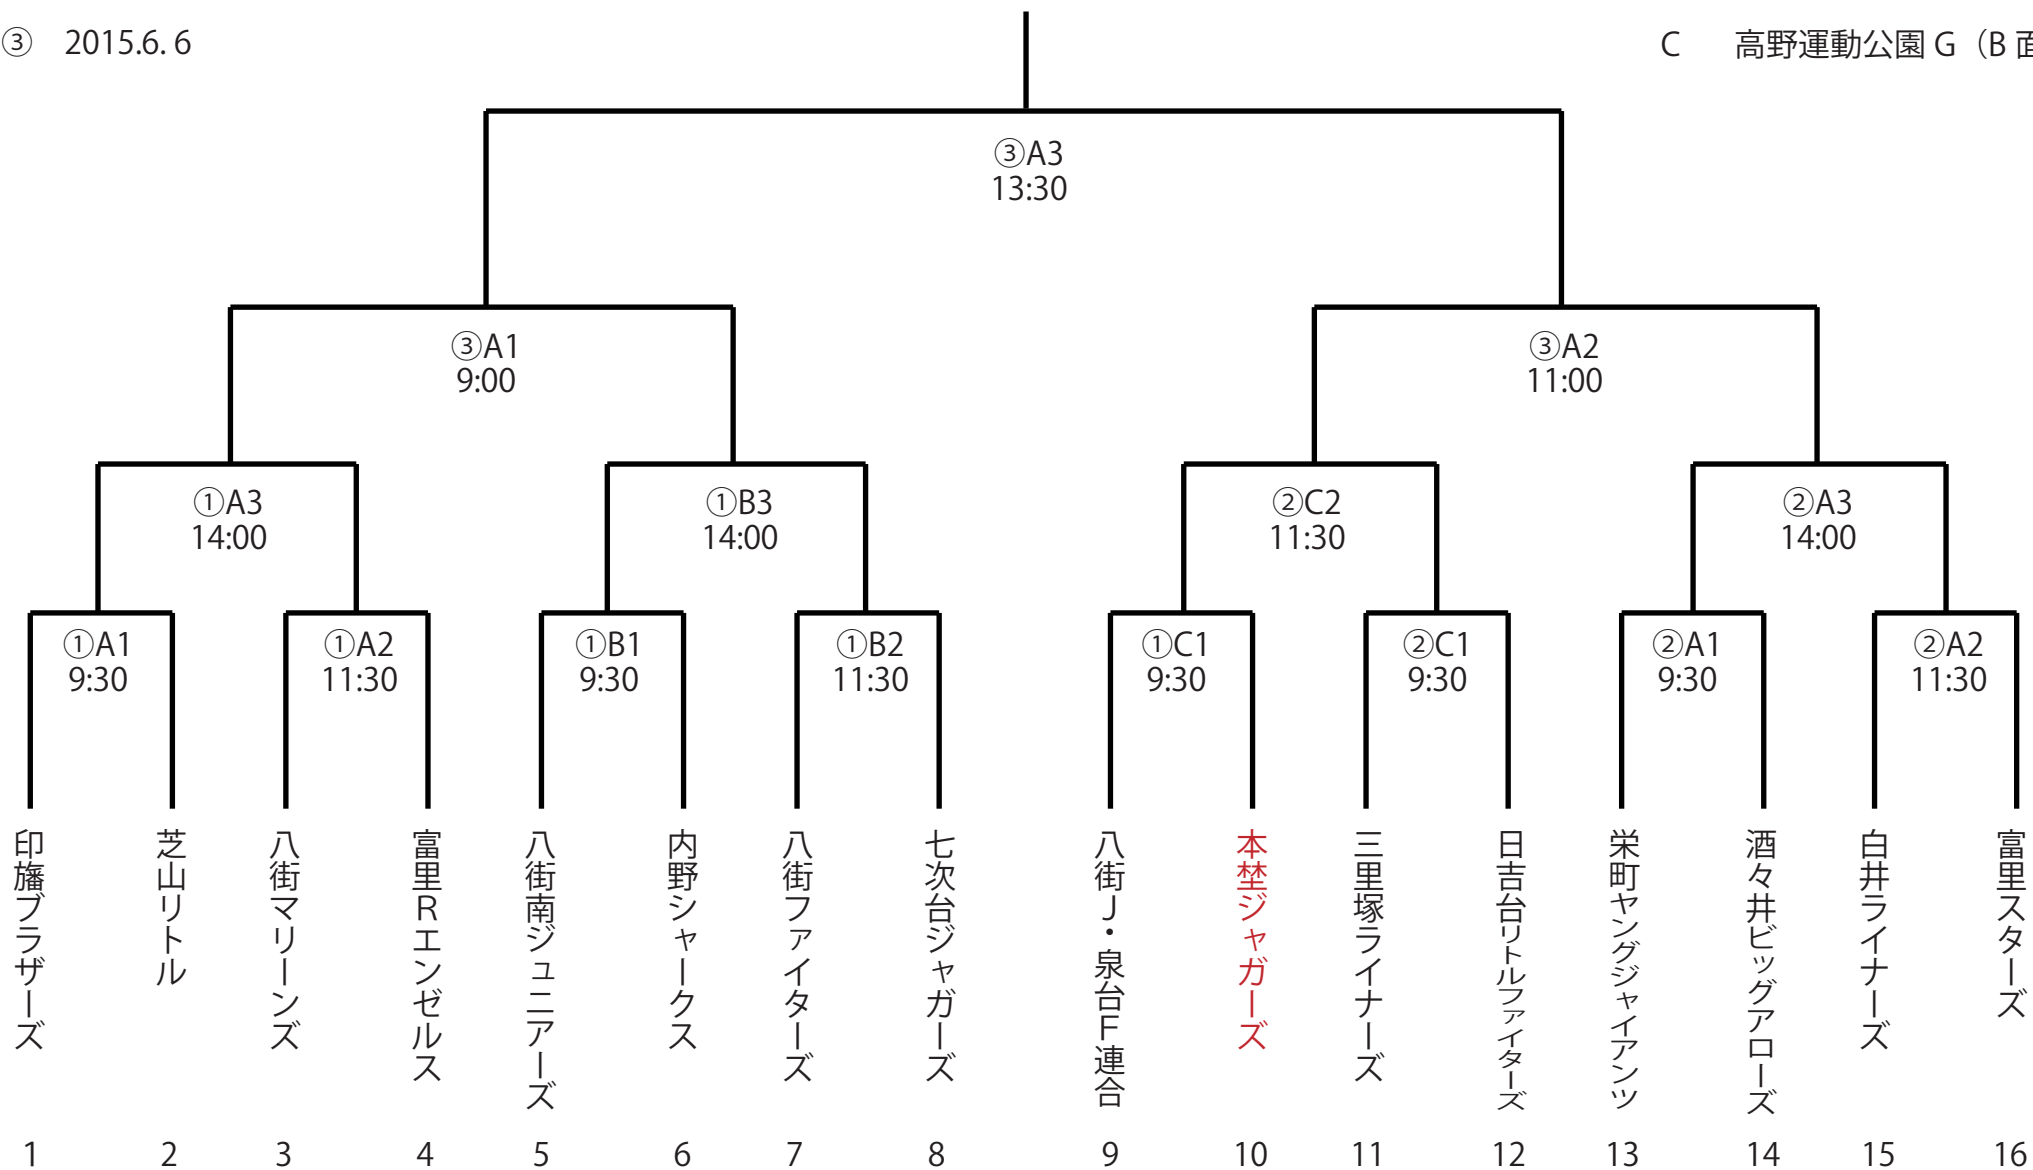 ③ 2015.6. 6
C 高野運動公園 G（B 面
③A3
13:30
③A1
9:00
③A2
11:00
①A3
14:00
①B3
14:00
②C2
11:30
②A3
14:00
①A1
9:30
①A2
11:30
①B1
9:30
①B2
11:30
①C1
9:30
②C1
9:30
②A1
9:30
②A2
11:30
印旛ブラザーズ
芝山リトル
八街マリーンズ
富里Rエンゼルス
八街南ジュニアーズ
内野シャークス
八街ファイターズ
七次台ジャガーズ
八街J・泉台F連合
本埜ジャガーズ
三里塚ライナーズ
日吉台リトルファイターズ
栄町ヤングジャイアンツ
酒々井ビッグアローズ
白井ライナーズ
富里スターズ
1 2 3 4 5 6 7 8 9 10 11 12 13 14 15 16